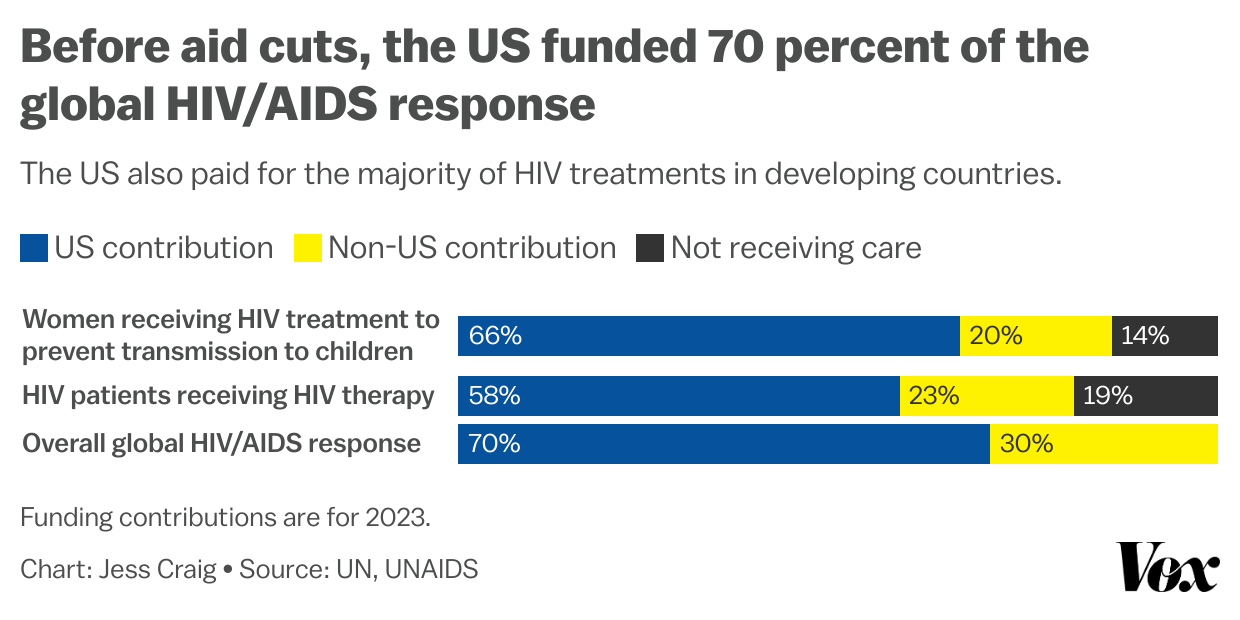 Before aid cuts, the US funded 70 percent of the
global HIV/AIDS response
The US also paid for the majority of HIV treatments in developing countries.
US contribution Non-US contribution Not receiving care
Women receiving HIV treatment to
prevent transmission to children
66% 20% 14%
HIV patients receiving HIV therapy 58% 23% 19%
Overall global HIV/AIDS response 70% 30%
Funding contributions are for 2023.
Chart: Jess Craig • Source: UN, UNAIDS
Vox